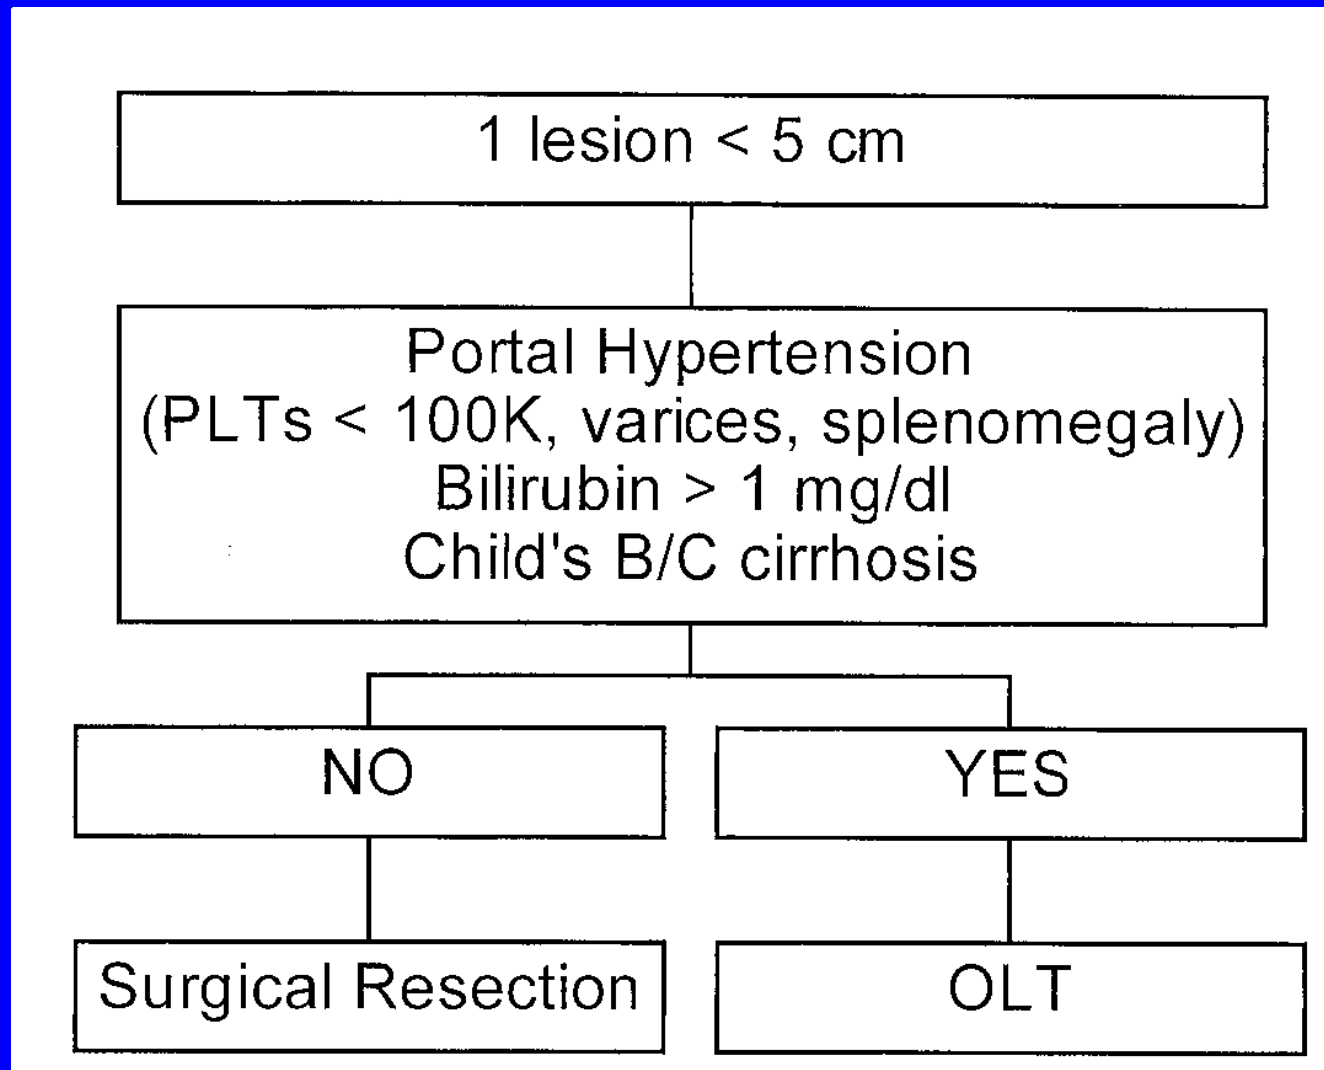 1 lesion < 5 cm
Portal Hypertension
(PLTs < 100K, varices, splenomegaly)
Bilirubin > 1 mg/dl
Child's B/C cirrhosis
NO
YES
Surgical Resection
OLT